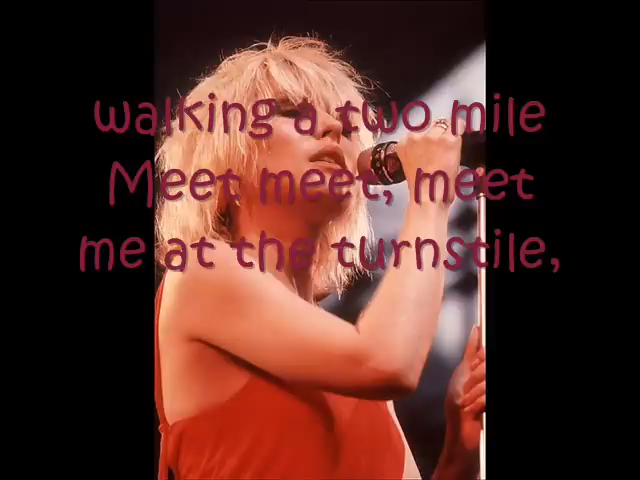 walking a two mile
Meet meet, meet
me at the turnstile,